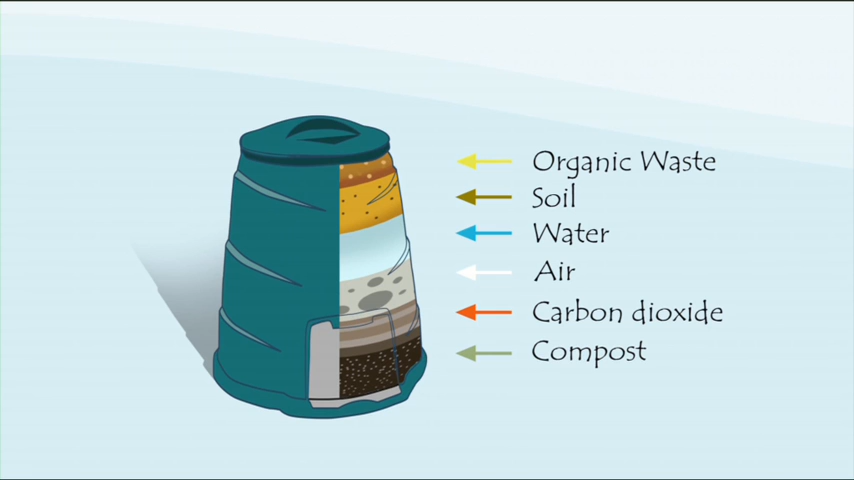 Organic Waste
Soil
Water
Air
Carbon dioxide
Compost